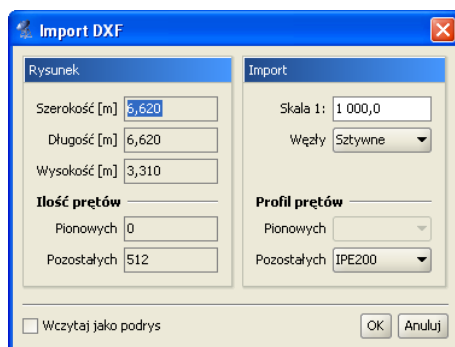 Import DXF
Rysunek
Szerokość [m] 6,620
Długość [m] 6,620
Wysokość [m] 3,310
Ilość prętów
Pionowych 0
Pozostałych 512
Import
Skala 1: 1 000,0
Węzły Sztywne
Profil prętów
Pionowych
Pozostałych IPE200
Wczytaj jako podrys
OK Anuluj